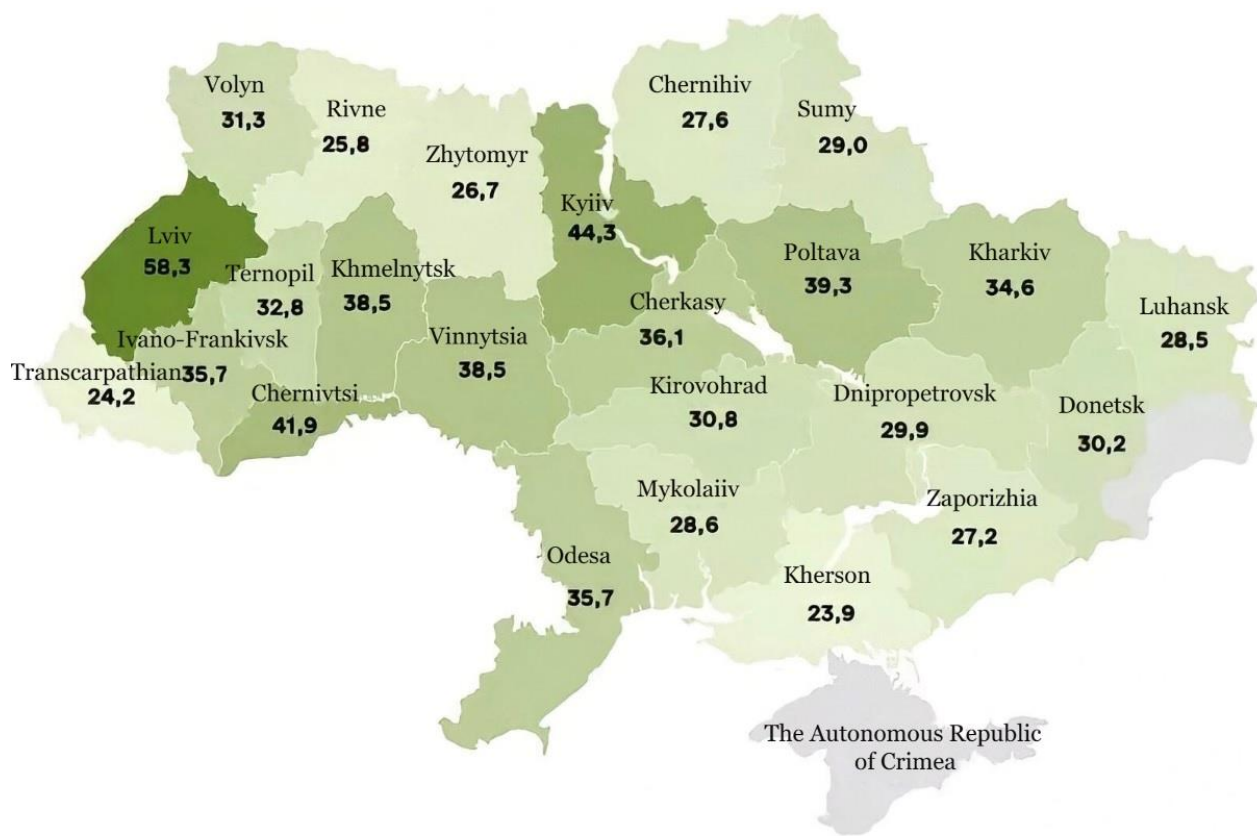 Volyn
31,3
Rivne
25,8
Zhytomyr
26,7
Chernihiv
27,6
Sumy
29,0
Lviv
58,3
Ternopil
32,8
Khmelnytsk
38,5
Kyiiv
44,3
Poltava
39,3
Kharkiv
34,6
Luhansk
28,5
Cherkasy
36,1
Vinnytsia
38,5
Ivano-Frankivsk
35,7
Transcarpathian
24,2
Chernivtsi
41,9
Kirovohrad
30,8
Dnipropetrovsk
29,9
Donetsk
30,2
Mykolaiiv
28,6
Zaporizhia
27,2
Odesa
35,7
Kherson
23,9
The Autonomous Republic
of Crimea